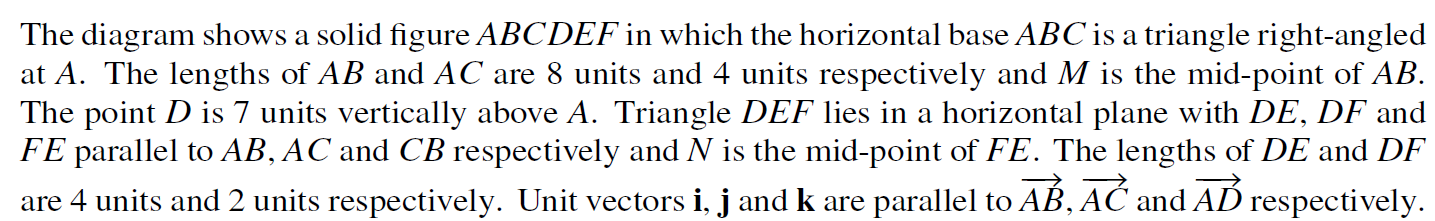 The diagram shows a solid figure ABCDEF in which the horizontal base ABC is a triangle right-angled
at A. The lengths of AB and AC are 8 units and 4 units respectively and M is the mid-point of AB.
The point D is 7 units vertically above A. Triangle DEF lies in a horizontal plane with DE, DF and
FE parallel to AB, AC and CB respectively and N is the mid-point of FE. The lengths of DE and DF
are 4 units and 2 units respectively. Unit vectors i, j and k are parallel to \overrightarrow{AB}, \overrightarrow{AC} and \overrightarrow{AD} respectively.